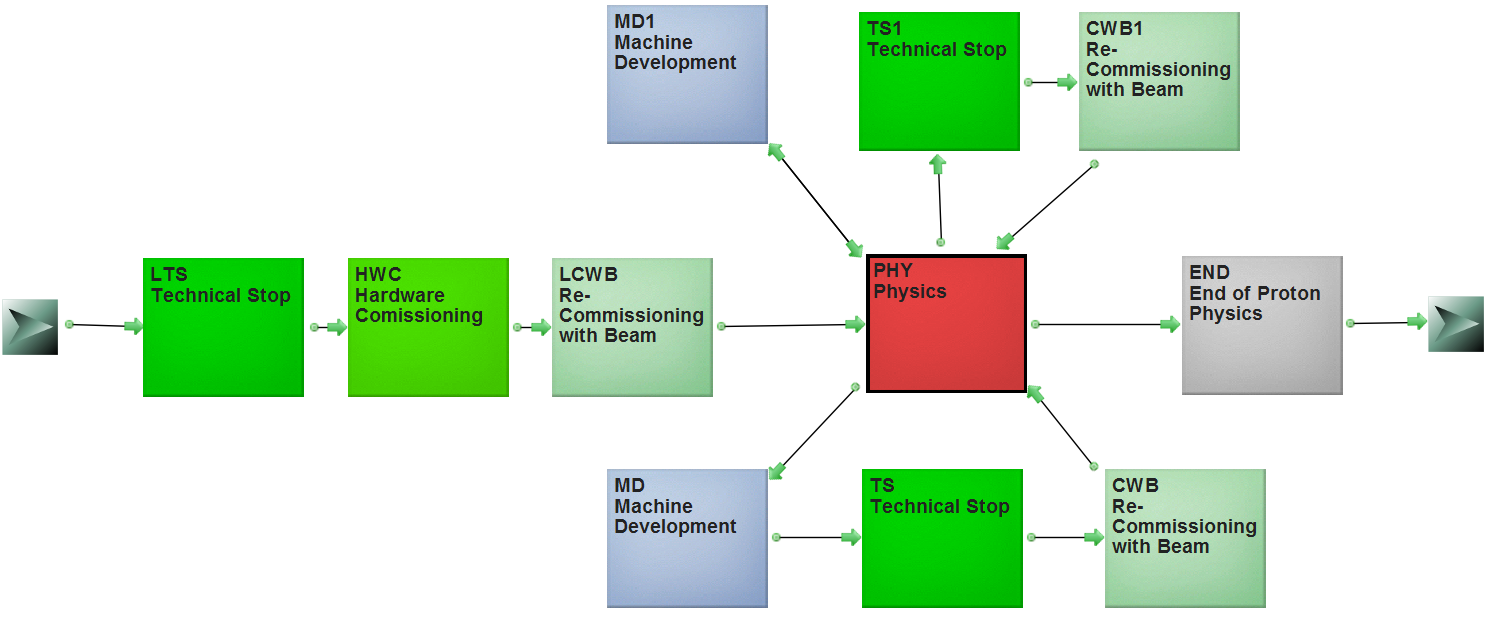 MD1
Machine
Development
TS1
Technical Stop
CWB1
Re-
Commissioning
with Beam
LTS
Technical Stop
HWC
Hardware
Comissioning
LCWB
Re-
Commissioning
with Beam
PHY
Physics
END
End of Proton
Physics
MD
Machine
Development
TS
Technical Stop
CWB
Re-
Commissioning
with Beam